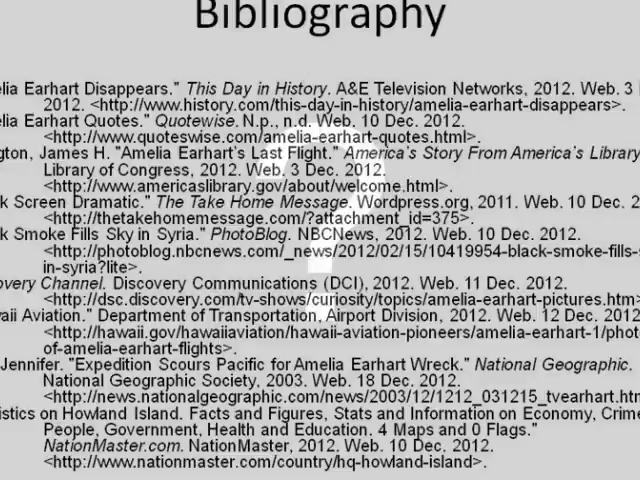 Bibliography
elia Earhart Disappears." This Day in History. A&E Television Networks, 2012. Web. 3
2012. <http://www.history.com/this-day-in-history/amelia-earhart-disappears>.
elia Earhart Quotes." Quotewise. N.p., n.d. Web. 10 Dec. 2012.
<http://www.quoteswise.com/amelia-earhart-quotes.html>.
gton, James H. "Amelia Earhart's Last Flight." America's Story From America's Library
Library of Congress, 2012. Web. 3 Dec. 2012.
<http://www.americaslibrary.gov/about/welcome.html>.
k Screen Dramatic." The Take Home Message. Wordpress.org, 2011. Web. 10 Dec. 2
<http://thetakehomemessage.com/?attachment_id=375>.
k Smoke Fills Sky in Syria." PhotoBlog. NBCNews, 2012. Web. 10 Dec. 2012.
<http://photoblog.nbcnews.com/_news/2012/02/15/10419954-black-smoke-fills-s
in-syria?lite>.
overy Channel. Discovery Communications (DCI), 2012. Web. 11 Dec. 2012.
<http://dsc.discovery.com/tv-shows/curiosity/topics/amelia-earhart-pictures.htm>
aii Aviation." Department of Transportation, Airport Division, 2012. Web. 12 Dec. 2012
<http://hawaii.gov/hawaiiaviation/hawaii-aviation-pioneers/amelia-earhart-1/photo
of-amelia-earhart-flights>.
Jennifer. "Expedition Scours Pacific for Amelia Earhart Wreck." National Geographic.
National Geographic Society, 2003. Web. 18 Dec. 2012.
<http://news.nationalgeographic.com/news/2003/12/1212_031215_tvearhart.htm
istics on Howland Island. Facts and Figures, Stats and Information on Economy, Crime
People, Government, Health and Education. 4 Maps and 0 Flags."
NationMaster.com. NationMaster, 2012. Web. 10 Dec. 2012.
<http://www.nationmaster.com/country/hq-howland-island>.